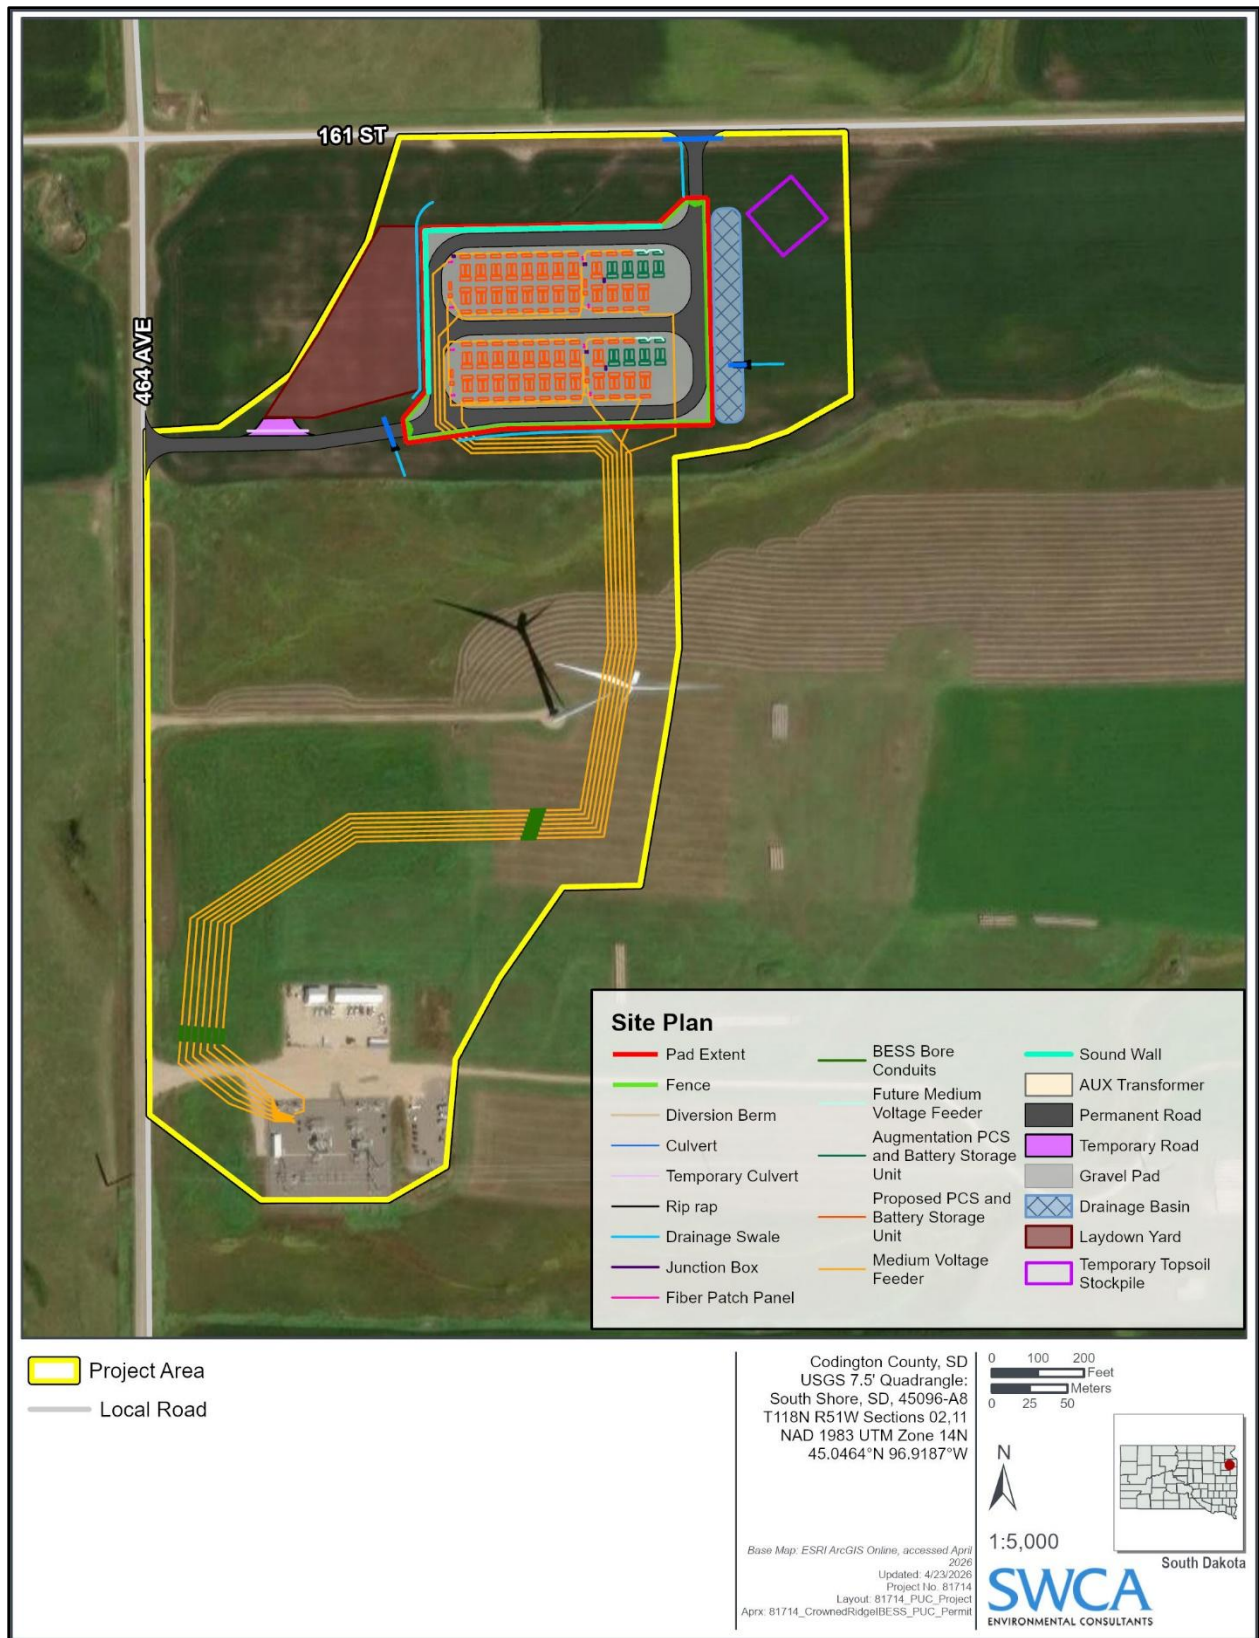 161 ST
464 AVE
Site Plan
Pad Extent
Fence
Diversion Berm
Culvert
Temporary Culvert
Rip rap
Drainage Swale
Junction Box
Fiber Patch Panel
BESS Bore
Conduits
Future Medium
Voltage Feeder
Augmentation PCS
and Battery Storage
Unit
Proposed PCS and
Battery Storage
Unit
Medium Voltage
Feeder
Sound Wall
AUX Transformer
Permanent Road
Temporary Road
Gravel Pad
Drainage Basin
Laydown Yard
Temporary Topsoil
Stockpile
Project Area
Local Road
Codington County, SD
USGS 7.5' Quadrangle:
South Shore, SD, 45096-A8
T118N R51W Sections 02,11
NAD 1983 UTM Zone 14N
45.0464°N 96.9187°W
Base Map: ESRI ArcGIS Online, accessed April
2026
Updated: 4/23/2026
Project No. 81714
Layout: 81714_PUC_Project
Aprx: 81714_CrownedRidgeIBESS_PUC_Permit
0 100 200
Feet
Meters
0 25 50
N
1:5,000
South Dakota
SWCA
ENVIRONMENTAL CONSULTANTS